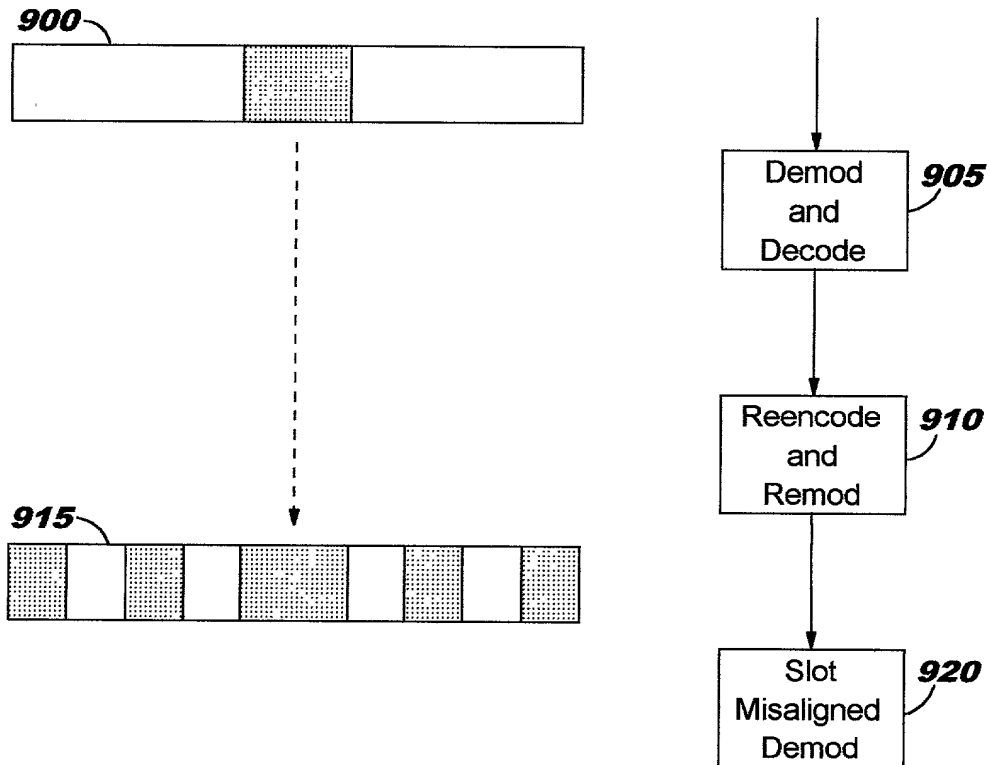 900
Demod
and
Decode
905
Reencode
and
Remod
910
915
Slot
Misaligned
Demod
920